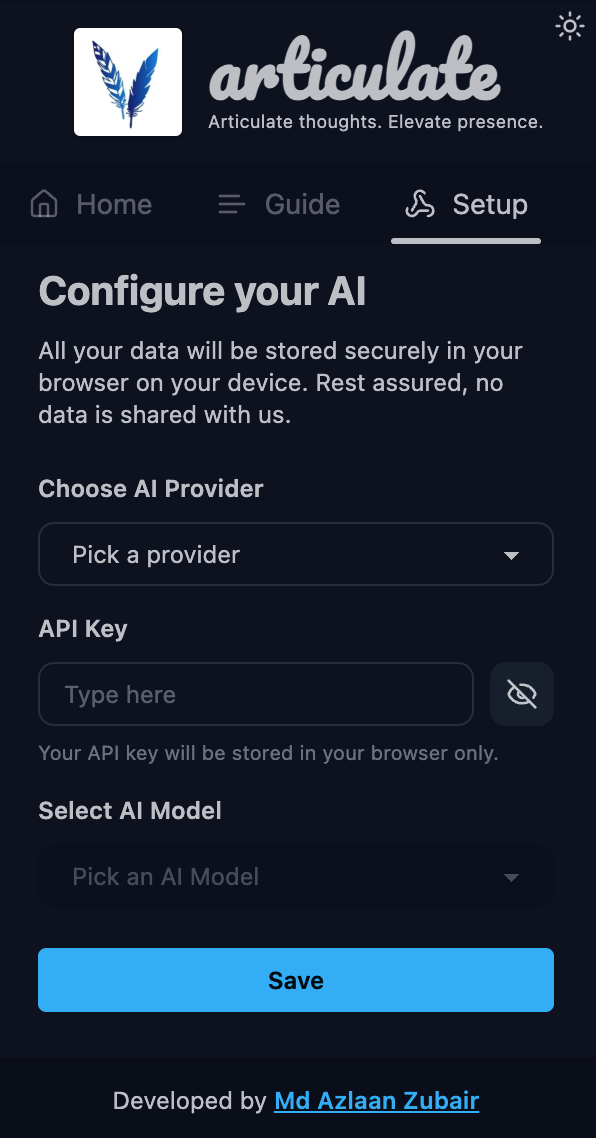 articulate
Articulate thoughts. Elevate presence.
Home
Guide
Setup
Configure your AI
All your data will be stored securely in your
browser on your device. Rest assured, no
data is shared with us.
Choose AI Provider
Pick a provider
API Key
Type here
Your API key will be stored in your browser only.
Select AI Model
Pick an AI Model
Save
Developed by Md Azlaan Zubair